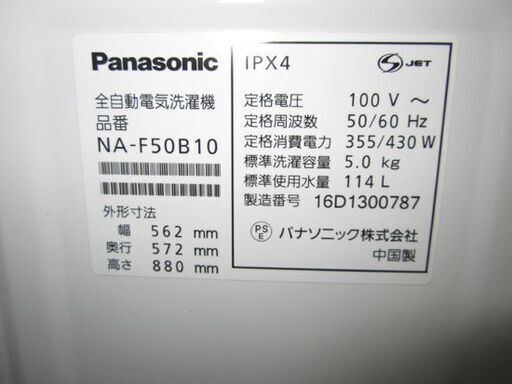 Panasonic
全自動電気洗濯機
品番
NA-F50B10
外形寸法
幅 562 mm
奥行 572 mm
高さ 880 mm
IPX4
S JET
定格電圧 100 V ～
定格周波数 50/60 Hz
定格消費電力 355/430 W
標準洗濯容量 5.0 kg
標準使用水量 114 L
製造番号 16D1300787
PS
E
パナソニック株式会社
中国製